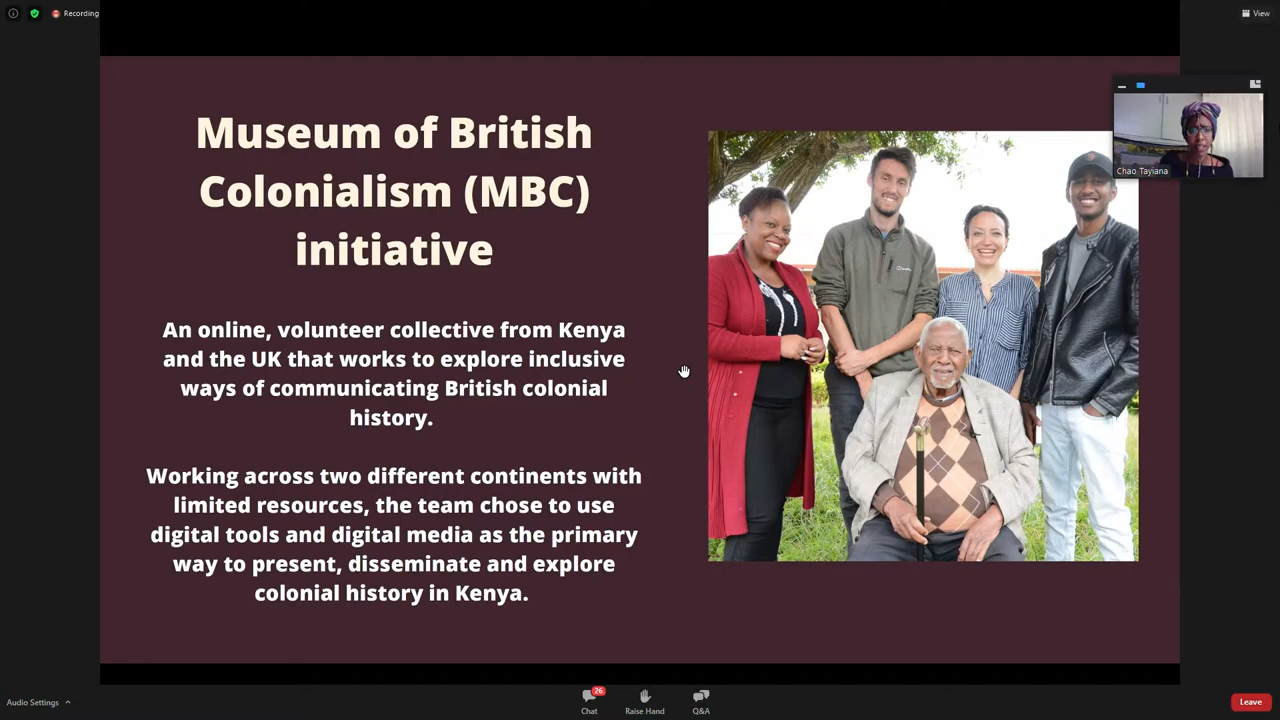 Recording
View
Museum of British
Colonialism (MBC)
initiative
Chao Tayiana
An online, volunteer collective from Kenya
and the UK that works to explore inclusive
ways of communicating British colonial
history.
Working across two different continents with
limited resources, the team chose to use
digital tools and digital media as the primary
way to present, disseminate and explore
colonial history in Kenya.
Audio Settings
26
Chat
Raise Hand
Q&A
Leave